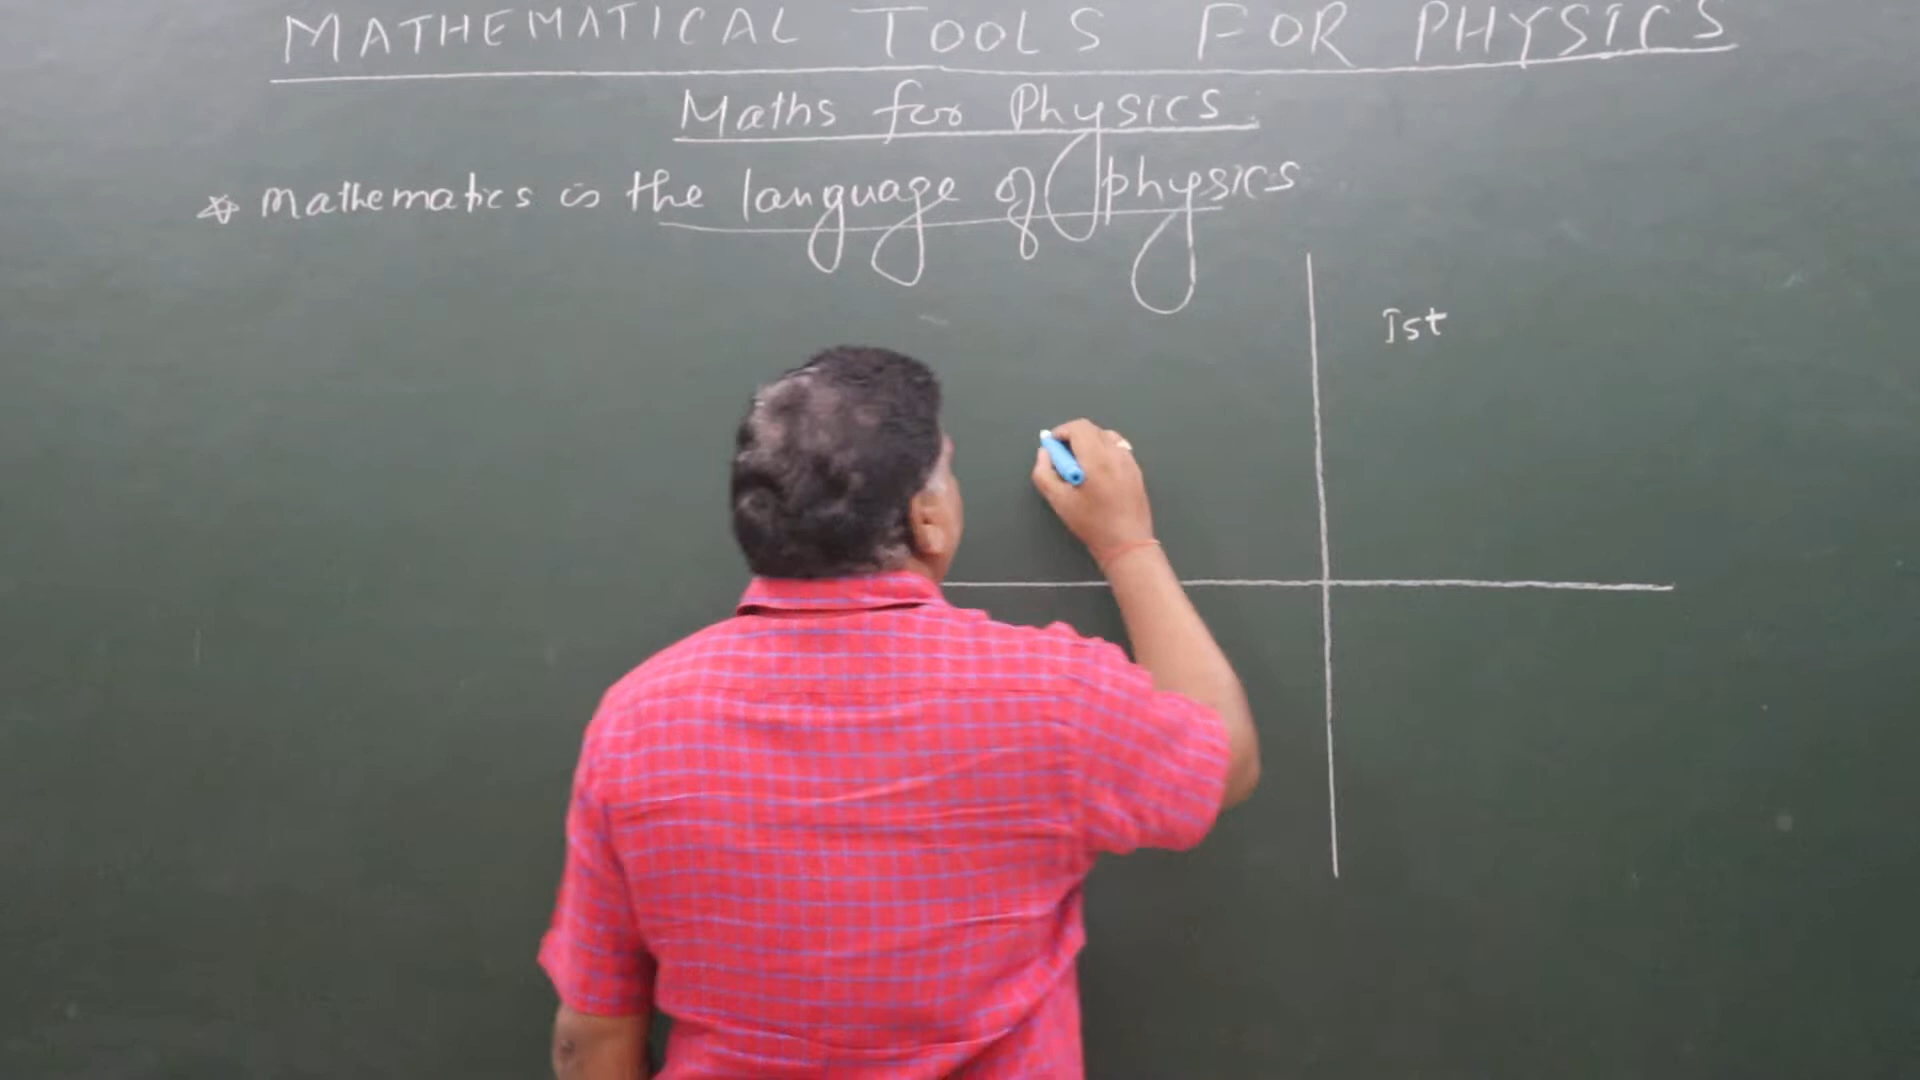 MATHEMATICAL TOOLS FOR PHYSICS
Maths for Physics.
* Mathematics is the language of physics
Ist